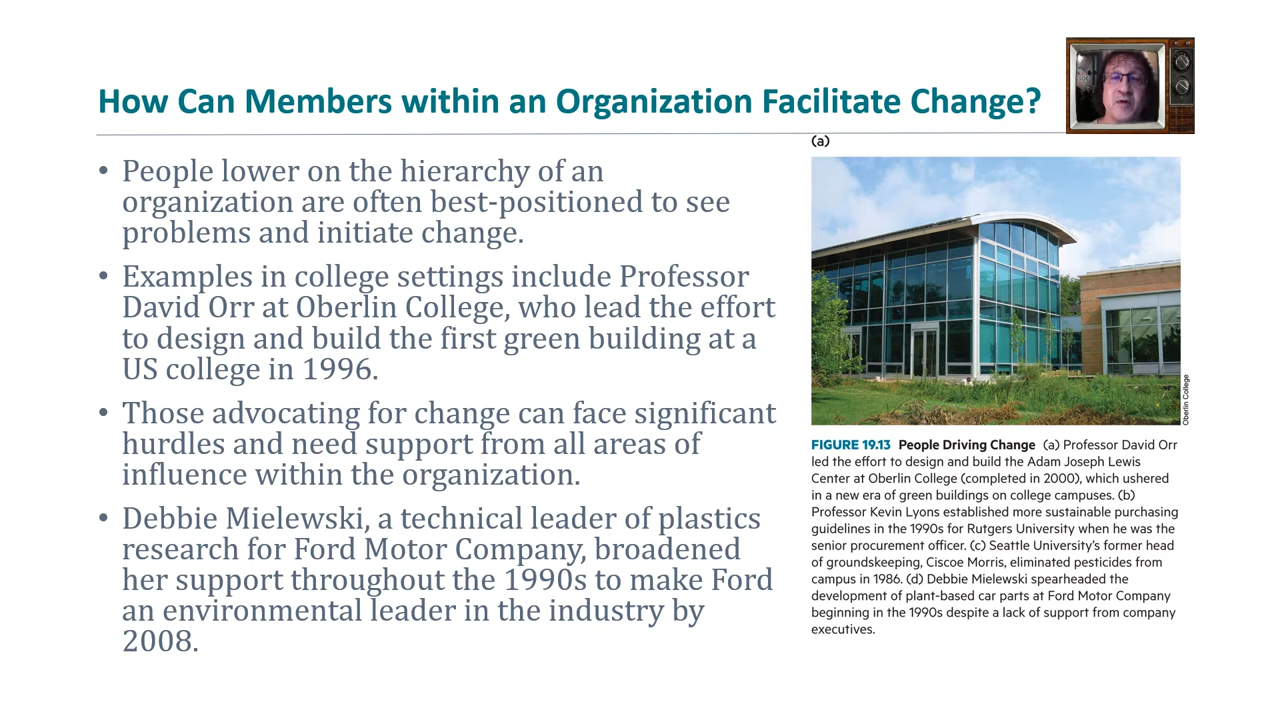 How Can Members within an Organization Facilitate Change?
• People lower on the hierarchy of an
organization are often best-positioned to see
problems and initiate change.
• Examples in college settings include Professor
David Orr at Oberlin College, who lead the effort
to design and build the first green building at a
US college in 1996.
• Those advocating for change can face significant
hurdles and need support from all areas of
influence within the organization.
• Debbie Mielewski, a technical leader of plastics
research for Ford Motor Company, broadened
her support throughout the 1990s to make Ford
an environmental leader in the industry by
2008.
(a)
Oberlin College
FIGURE 19.13 People Driving Change (a) Professor David Orr
led the effort to design and build the Adam Joseph Lewis
Center at Oberlin College (completed in 2000), which ushered
in a new era of green buildings on college campuses. (b)
Professor Kevin Lyons established more sustainable purchasing
guidelines in the 1990s for Rutgers University when he was the
senior procurement officer. (c) Seattle University's former head
of groundskeeping, Ciscoe Morris, eliminated pesticides from
campus in 1986. (d) Debbie Mielewski spearheaded the
development of plant-based car parts at Ford Motor Company
beginning in the 1990s despite a lack of support from company
executives.